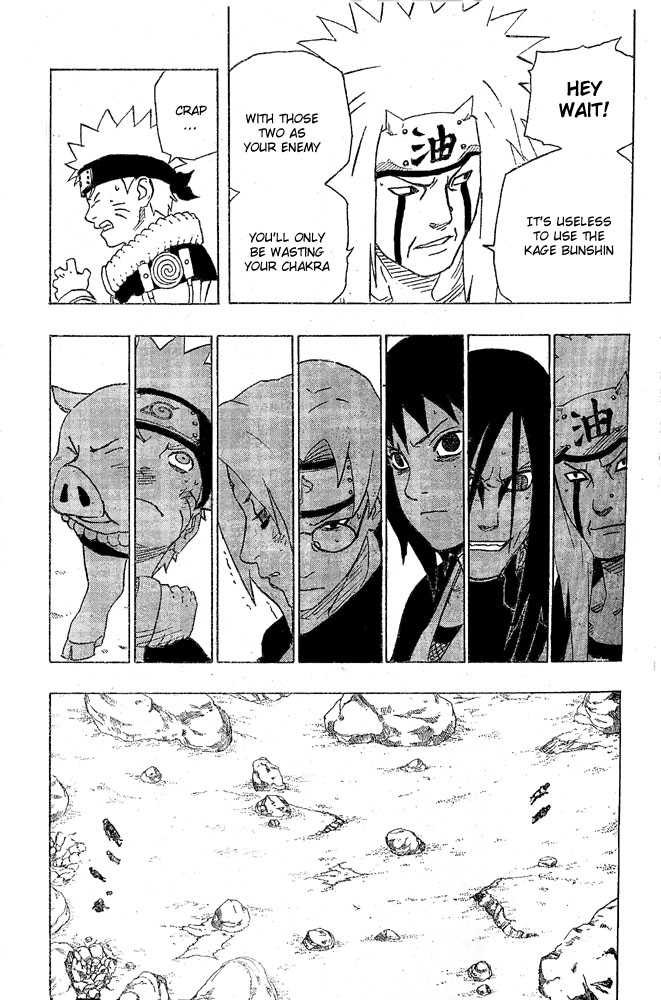 HEY
WAIT!
IT'S USELESS
TO USE THE
KAGE BUNSHIN
WITH THOSE
TWO AS
YOUR ENEMY
YOU'LL ONLY
BE WASTING
YOUR CHAKRA
油
CRAP
...
油